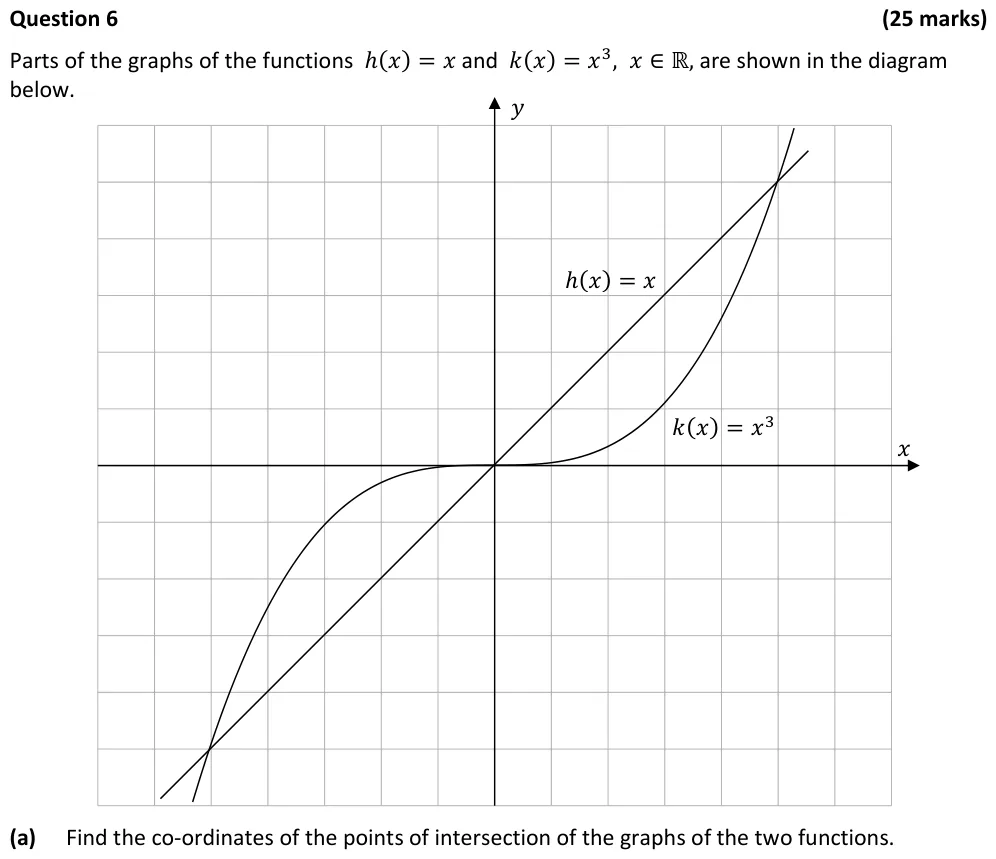 Question 6 (25 marks)
Parts of the graphs of the functions h(x) = x and k(x) = x³, x ∈ ℝ, are shown in the diagram
below.
y
h(x) = x
k(x) = x³
x
(a) Find the co-ordinates of the points of intersection of the graphs of the two functions.